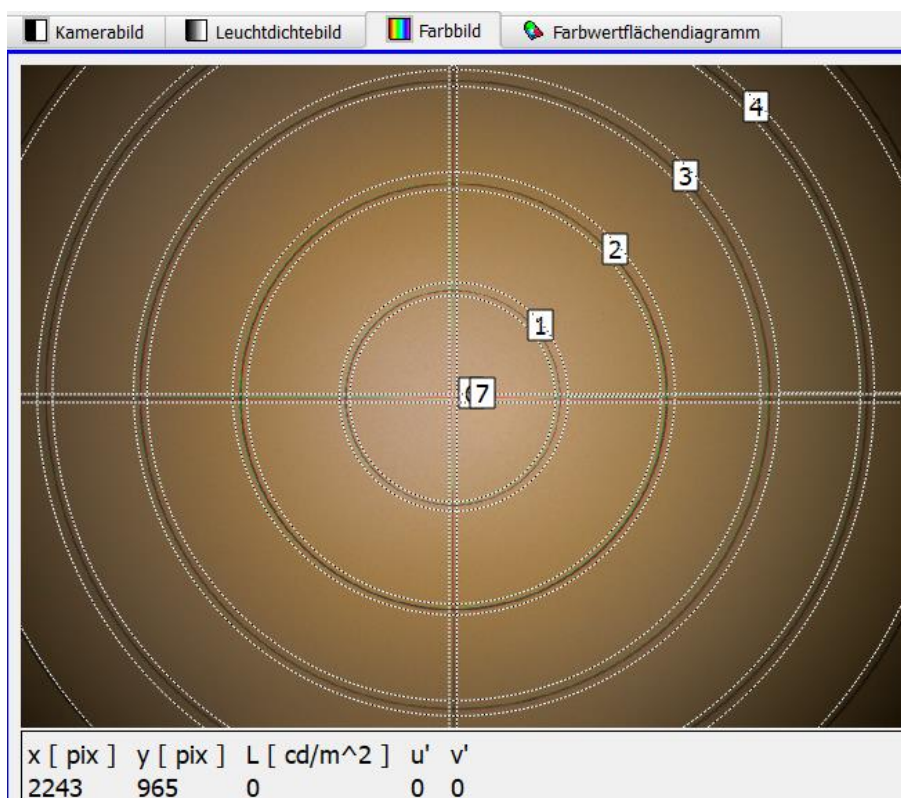 Kamerabild Leuchtdichtebild Farbbild Farbwertflächendiagramm
4
3
2
1
7
x [ pix ] y [ pix ] L [ cd/m^2 ] u' v'
2243 965 0 0 0